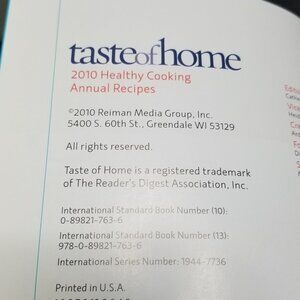 tasteofhome
2010 Healthy Cooking
Annual Recipes
©2010 Reiman Media Group, Inc.
5400 S. 60th St., Greendale WI 53129
All rights reserved.
Taste of Home is a registered trademark
of The Reader's Digest Association, Inc.
International Standard Book Number (10):
0-89821-763-6
International Standard Book Number (13):
978-0-89821-763-6
International Series Number: 1944-7736
Printed in U.S.A.